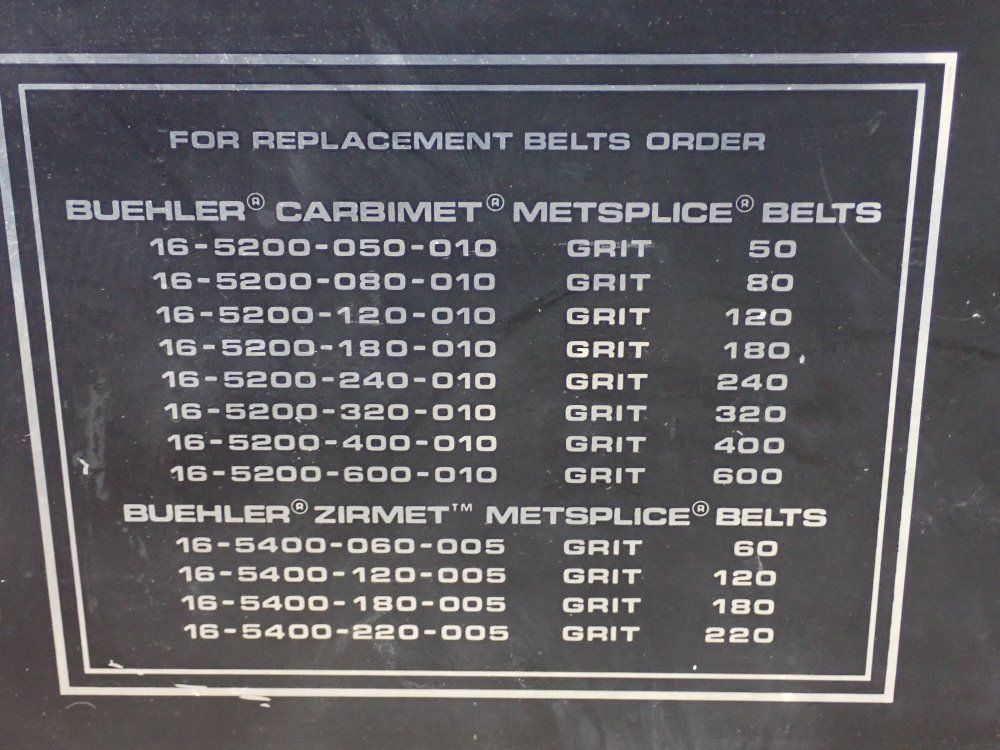 FOR REPLACEMENT BELTS ORDER
BUEHLER® CARBIMET® METSPLICE® BELTS
16-5200-050-010 GRIT 50
16-5200-080-010 GRIT 80
16-5200-120-010 GRIT 120
16-5200-180-010 GRIT 180
16-5200-240-010 GRIT 240
16-5200-320-010 GRIT 320
16-5200-400-010 GRIT 400
16-5200-600-010 GRIT 600
BUEHLER® ZIRMET™ METSPLICE® BELTS
16-5400-060-005 GRIT 60
16-5400-120-005 GRIT 120
16-5400-180-005 GRIT 180
16-5400-220-005 GRIT 220